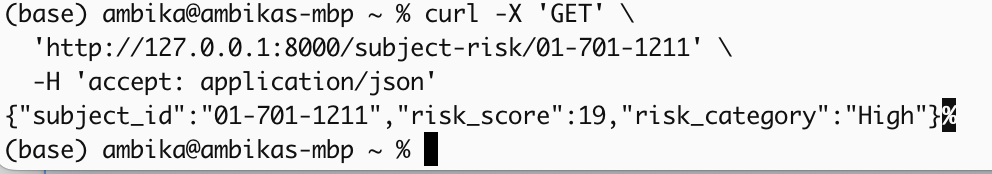 (base) ambika@ambikas-mbp ~ % curl -X 'GET' \
  'http://127.0.0.1:8000/subject-risk/01-701-1211' \
  -H 'accept: application/json'
{"subject_id":"01-701-1211","risk_score":19,"risk_category":"High"}%
(base) ambika@ambikas-mbp ~ %